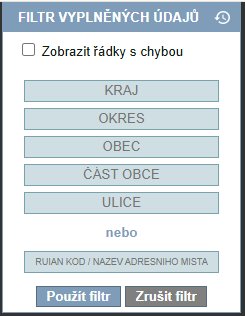 FILTR VYPLNĚNÝCH ÚDAJŮ
Zobrazit řádky s chybou
KRAJ
OKRES
OBEC
ČÁST OBCE
ULICE
nebo
RUIAN KOD / NAZEV ADRESNIHO MISTA
Použít filtr Zrušit filtr